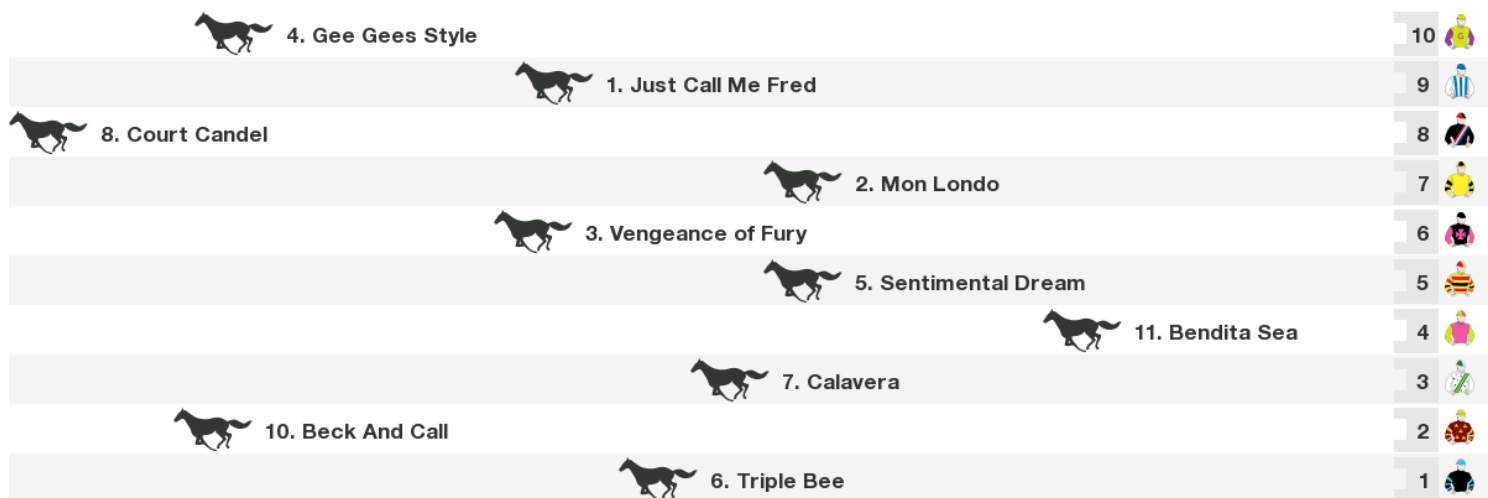 4. Gee Gees Style 10 G
1. Just Call Me Fred 9
8. Court Candel 8
2. Mon Londo 7
3. Vengeance of Fury 6
5. Sentimental Dream 5
11. Bendita Sea 4
7. Calavera 3
10. Beck And Call 2
6. Triple Bee 1